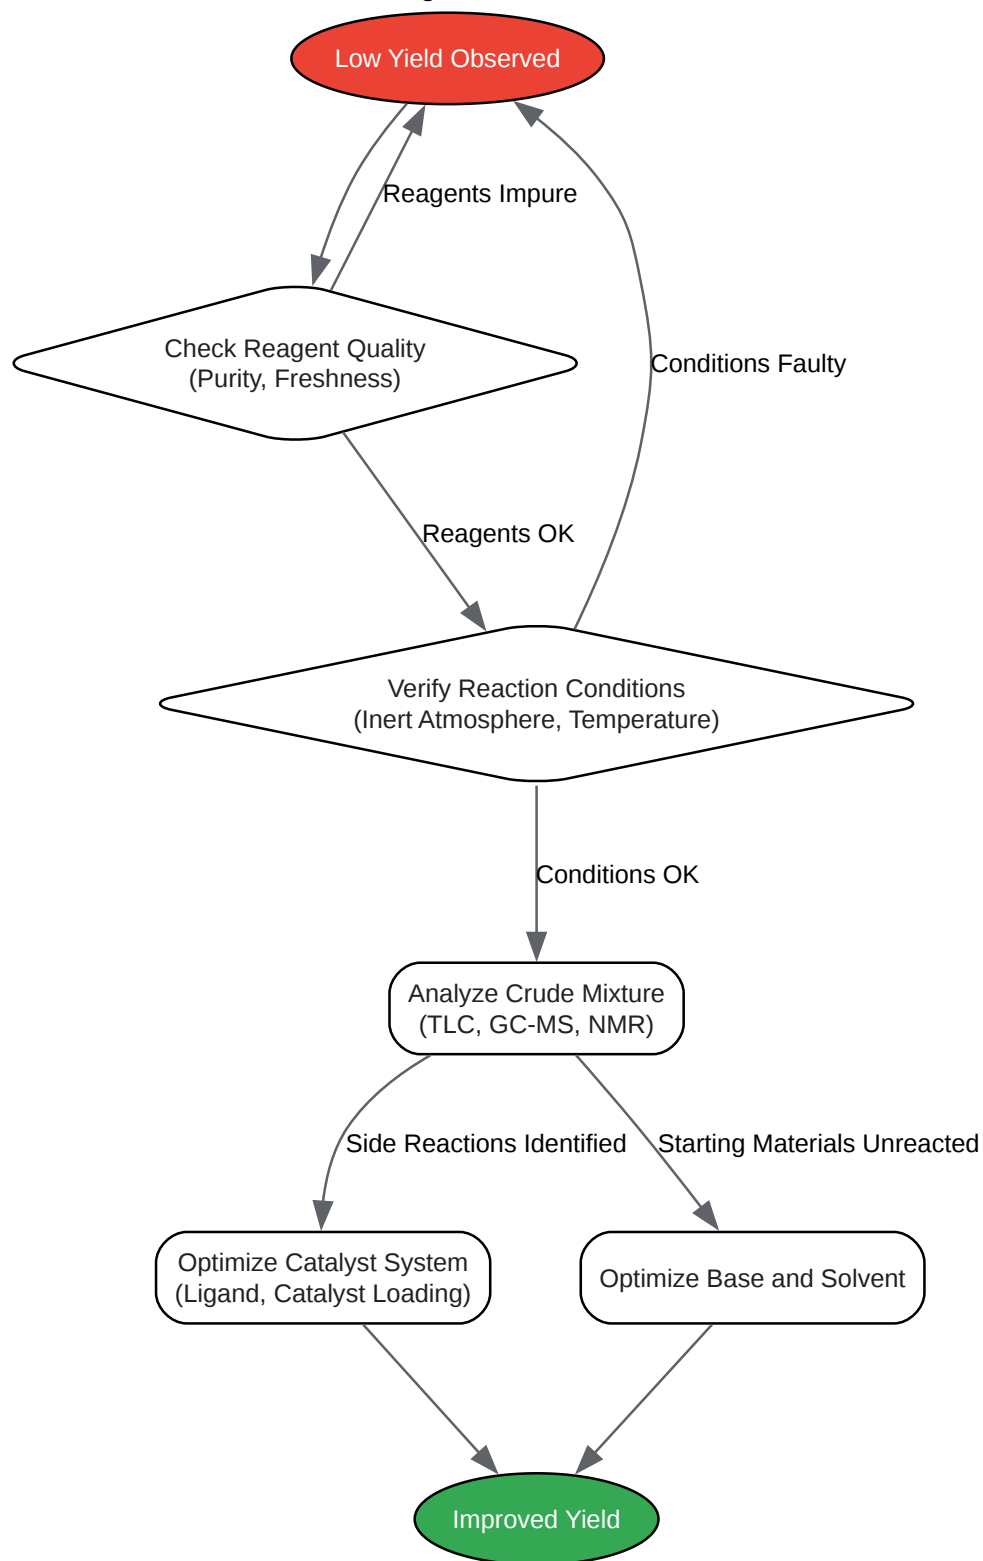 Low Yield Observed
Reagents Impure
Check Reagent Quality
(Purity, Freshness)
Conditions Faulty
Reagents OK
Verify Reaction Conditions
(Inert Atmosphere, Temperature)
Conditions OK
Analyze Crude Mixture
(TLC, GC-MS, NMR)
Side Reactions Identified
Starting Materials Unreacted
Optimize Catalyst System
(Ligand, Catalyst Loading)
Optimize Base and Solvent
Improved Yield